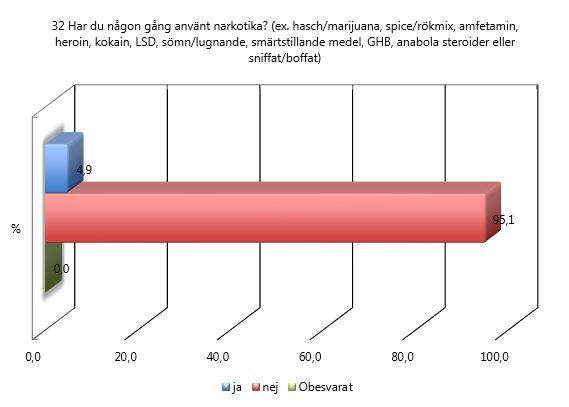 32 Har du någon gång använt narkotika? (ex. hasch/marijuana, spice/rökmix, amfetamin,
heroin, kokain, LSD, sömn/lugnande, smärtstillande medel, GHB, anabola steroider eller
sniffat/boffat)
4,9
95,1
%
0,0
0,0 20,0 40,0 60,0 80,0 100,0
ja nej Obesvarat